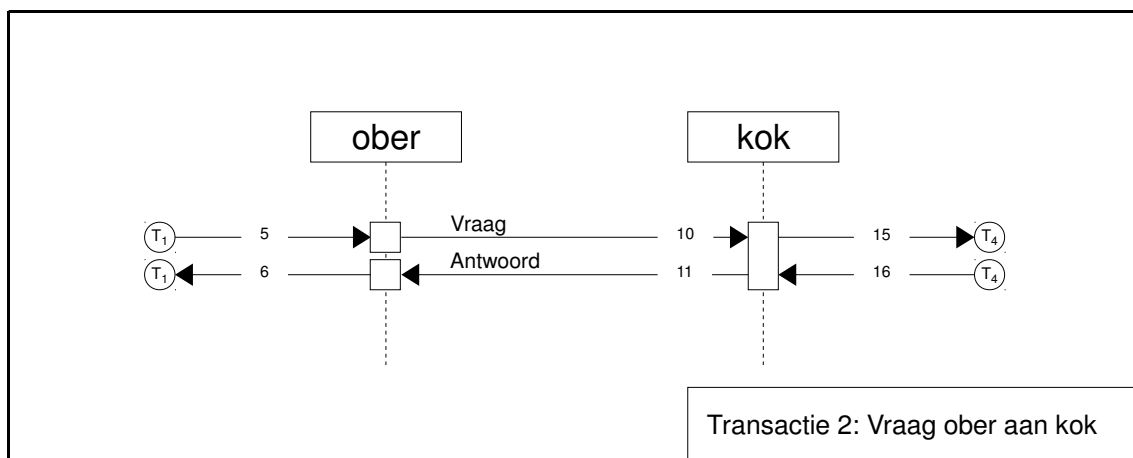 ober kok
T1 5 Vraag 10 15 T4
T1 6 Antwoord 11 16 T4
Transactie 2: Vraag ober aan kok